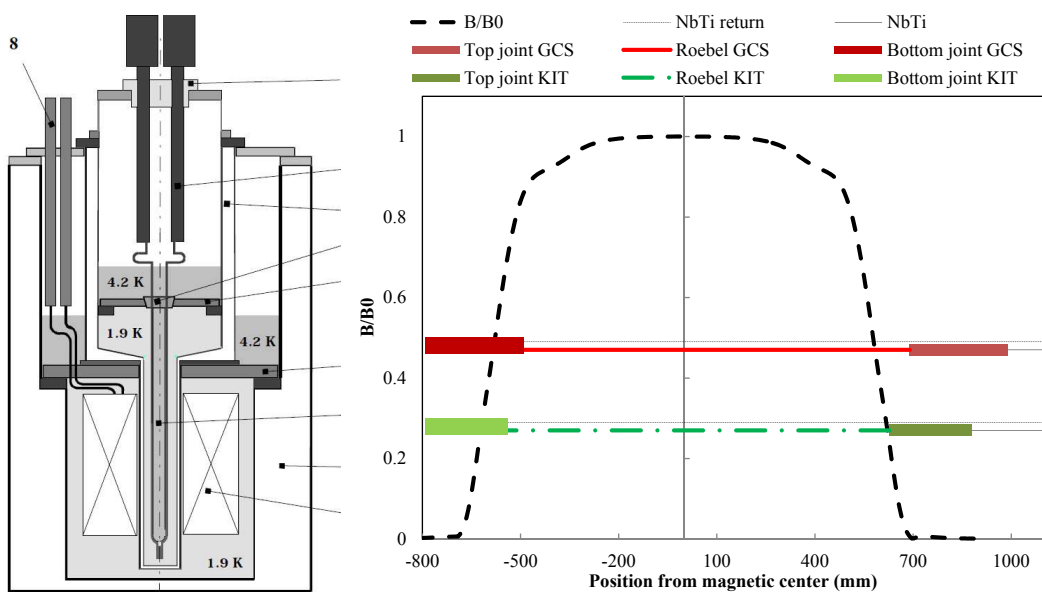 8
4.2 K
1.9 K
4.2 K
1.9 K
B/B0
NbTi return
NbTi
Top joint GCS
Roebel GCS
Bottom joint GCS
Top joint KIT
Roebel KIT
Bottom joint KIT
B/B0
1
0.8
0.6
0.4
0.2
0
-800
-500
-200
100
400
700
1000
Position from magnetic center (mm)